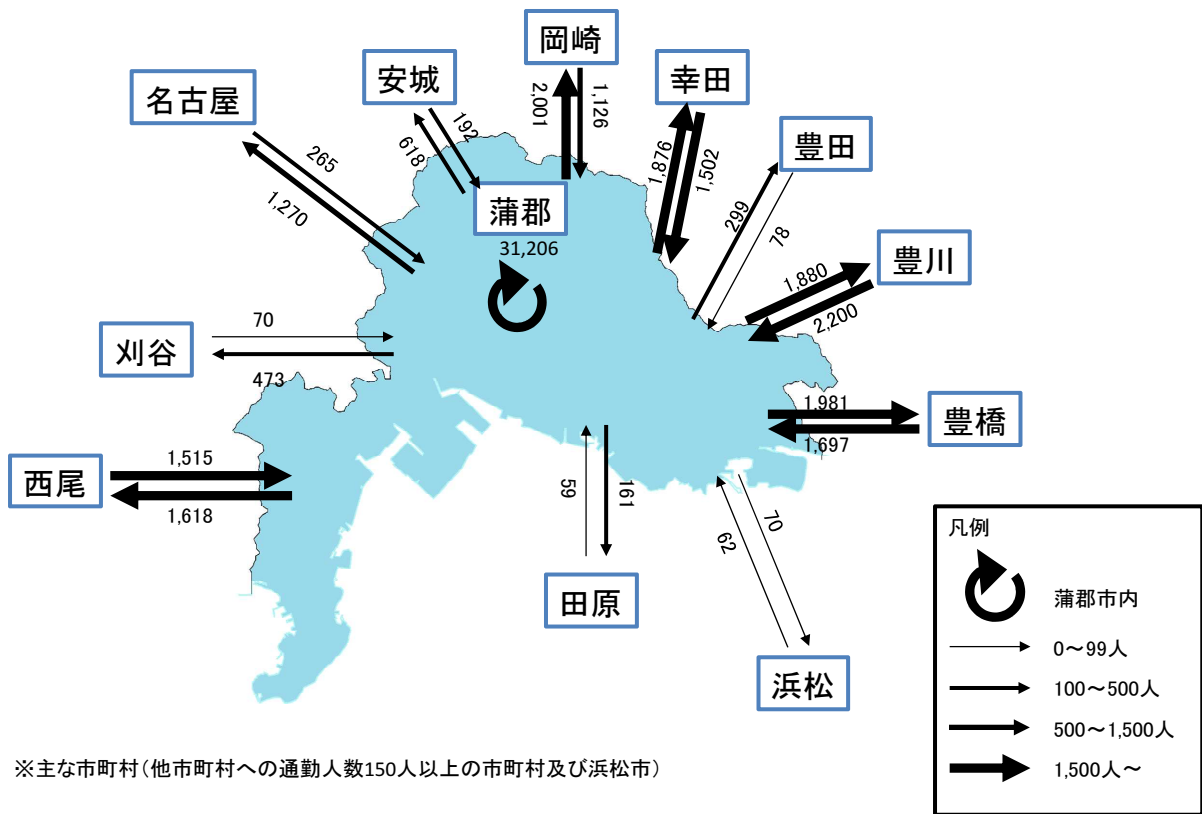 岡崎
2,001
1,126
安城
618
192
幸田
1,876
1,502
名古屋
265
1,270
豊田
299
78
蒲郡
31,206
豊川
1,880
2,200
刈谷
70
473
豊橋
1,981
1,697
西尾
1,515
1,618
59
161
田原
62
70
浜松
凡例
蒲郡市内
0～99人
100～500人
500～1,500人
1,500人～
※主な市町村（他市町村への通勤人数150人以上の市町村及び浜松市）